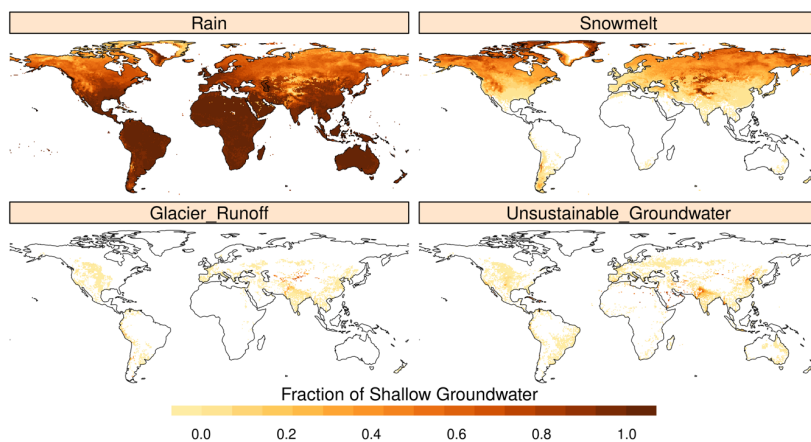 Rain
Snowmelt
Glacier_Runoff
Unsustainable_Groundwater
Fraction of Shallow Groundwater
0.0 0.2 0.4 0.6 0.8 1.0